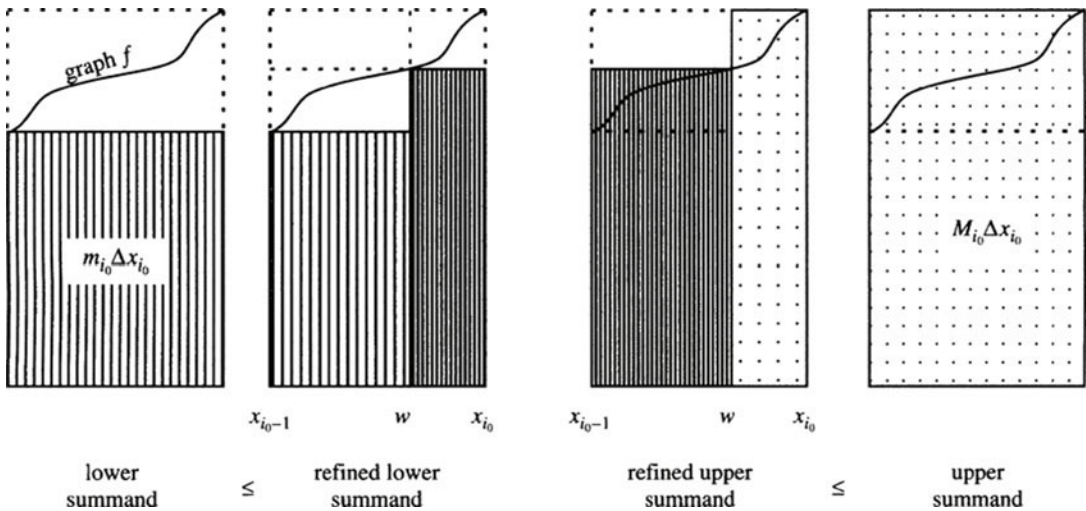 graph f
m_{i_0}Δx_{i_0}
M_{i_0}Δx_{i_0}
x_{i_0−1} w x_{i_0} x_{i_0−1} w x_{i_0}
lower ≤ refined lower refined upper ≤ upper
summand summand summand summand